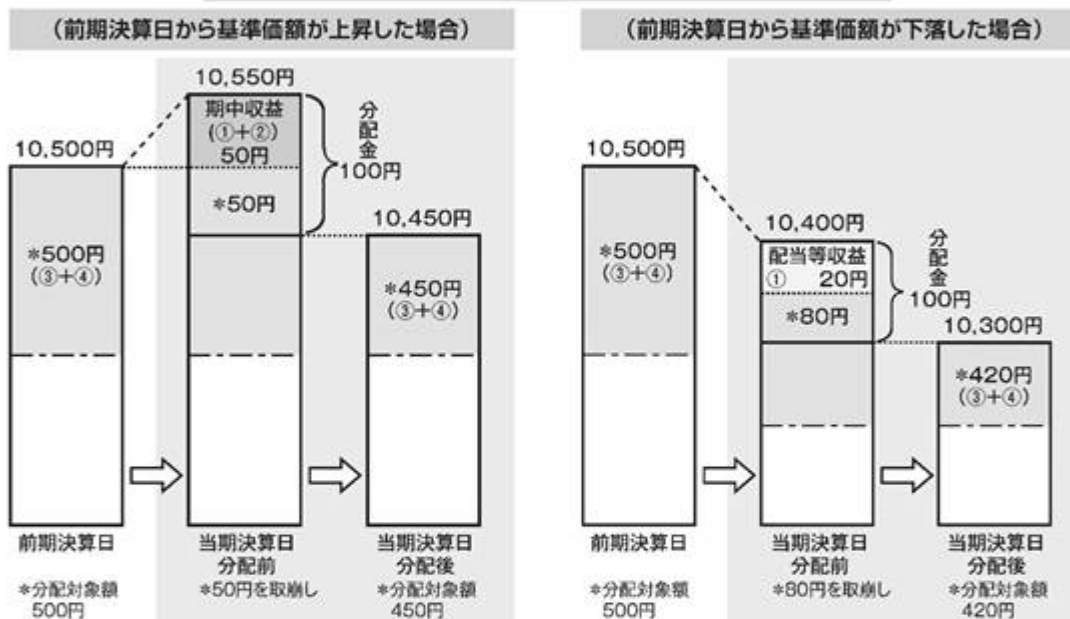 (前期決算日から基準価額が上昇した場合)
10,550円
期中収益
(①+②)
50円
*50円
分配金
100円
10,500円
*500円
(③+④)
10,450円
*450円
(③+④)
前期決算日
当期決算日
分配前
当期決算日
分配後
*分配対象額
500円
*50円を取崩し
*分配対象額
450円
(前期決算日から基準価額が下落した場合)
10,500円
*500円
(③+④)
10,400円
配当等収益
① 20円
*80円
分配金
100円
10,300円
*420円
(③+④)
前期決算日
当期決算日
分配前
当期決算日
分配後
*分配対象額
500円
*80円を取崩し
*分配対象額
420円